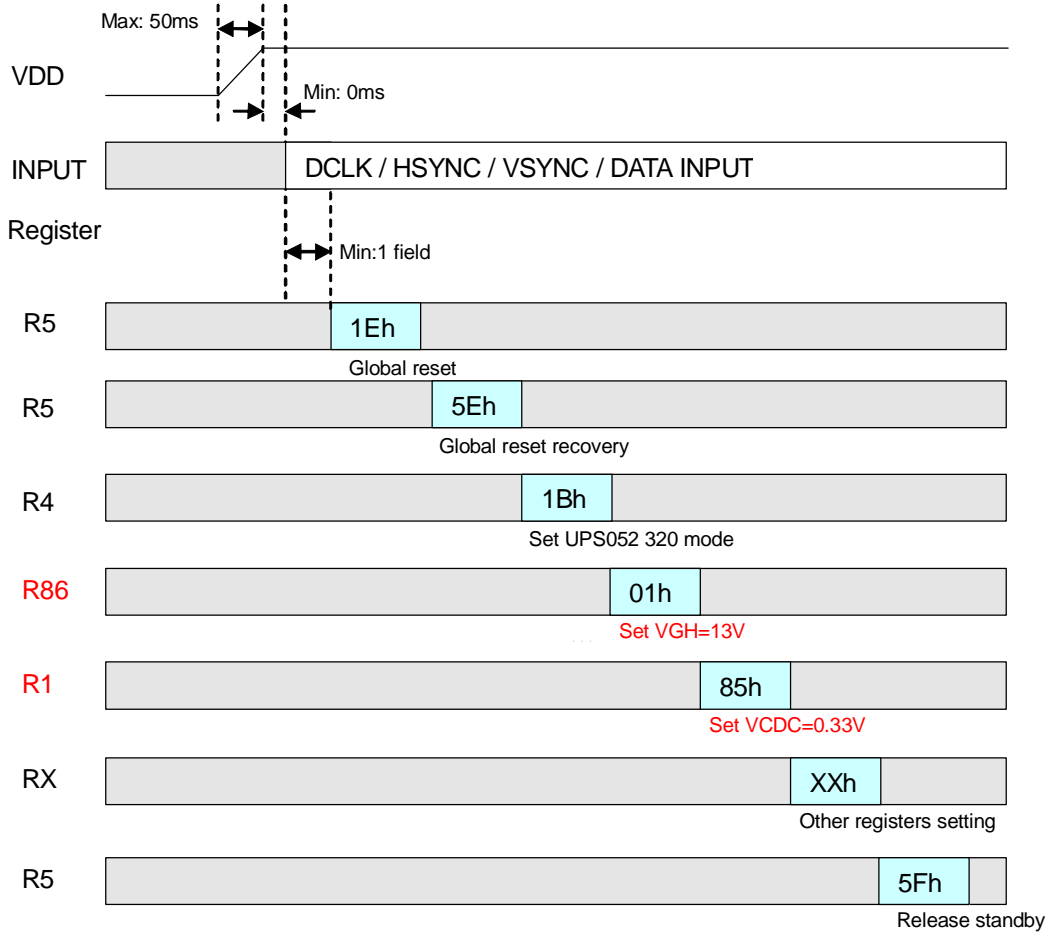 Max: 50ms
VDD
Min: 0ms
INPUT
DCLK / HSYNC / VSYNC / DATA INPUT
Register
Min:1 field
R5
1Eh
Global reset
R5
5Eh
Global reset recovery
R4
1Bh
Set UPS052 320 mode
R86
01h
. . .
Set VGH=13V
R1
85h
Set VCDC=0.33V
RX
XXh
Other registers setting
R5
5Fh
Release standby